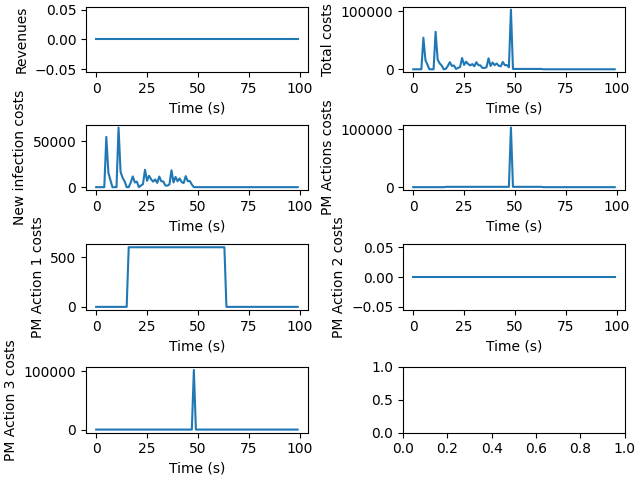 Revenues
0.05
0.00
−0.05
0 25 50 75 100
Time (s)
Total costs
100000
0
0 25 50 75 100
Time (s)
New infection costs
50000
0
0 25 50 75 100
Time (s)
PM Actions costs
100000
0
0 25 50 75 100
Time (s)
PM Action 1 costs
500
0
0 25 50 75 100
Time (s)
PM Action 2 costs
0.05
0.00
−0.05
0 25 50 75 100
Time (s)
PM Action 3 costs
100000
0
0 25 50 75 100
Time (s)
1.0
0.5
0.0
0.0 0.2 0.4 0.6 0.8 1.0